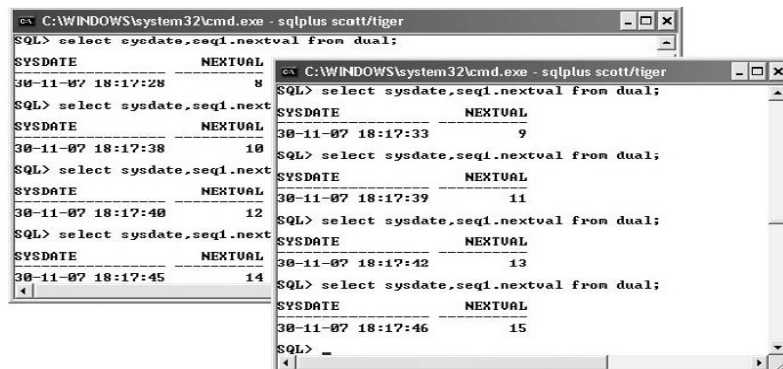 C:\WINDOWS\system32\cmd.exe - sqlplus scott/tiger
SQL> select sysdate,seq1.nextval from dual;
SYSDATE NEXTVAL
30-11-07 18:17:28 8
SQL> select sysdate,seq1.next
SYSDATE NEXTVAL
30-11-07 18:17:38 10
SQL> select sysdate,seq1.next
SYSDATE NEXTVAL
30-11-07 18:17:40 12
SQL> select sysdate,seq1.next
SYSDATE NEXTVAL
30-11-07 18:17:45 14
C:\WINDOWS\system32\cmd.exe - sqlplus scott/tiger
SQL> select sysdate,seq1.nextval from dual;
SYSDATE NEXTVAL
30-11-07 18:17:33 9
SQL> select sysdate,seq1.nextval from dual;
SYSDATE NEXTVAL
30-11-07 18:17:39 11
SQL> select sysdate,seq1.nextval from dual;
SYSDATE NEXTVAL
30-11-07 18:17:42 13
SQL> select sysdate,seq1.nextval from dual;
SYSDATE NEXTVAL
30-11-07 18:17:46 15
SQL> _